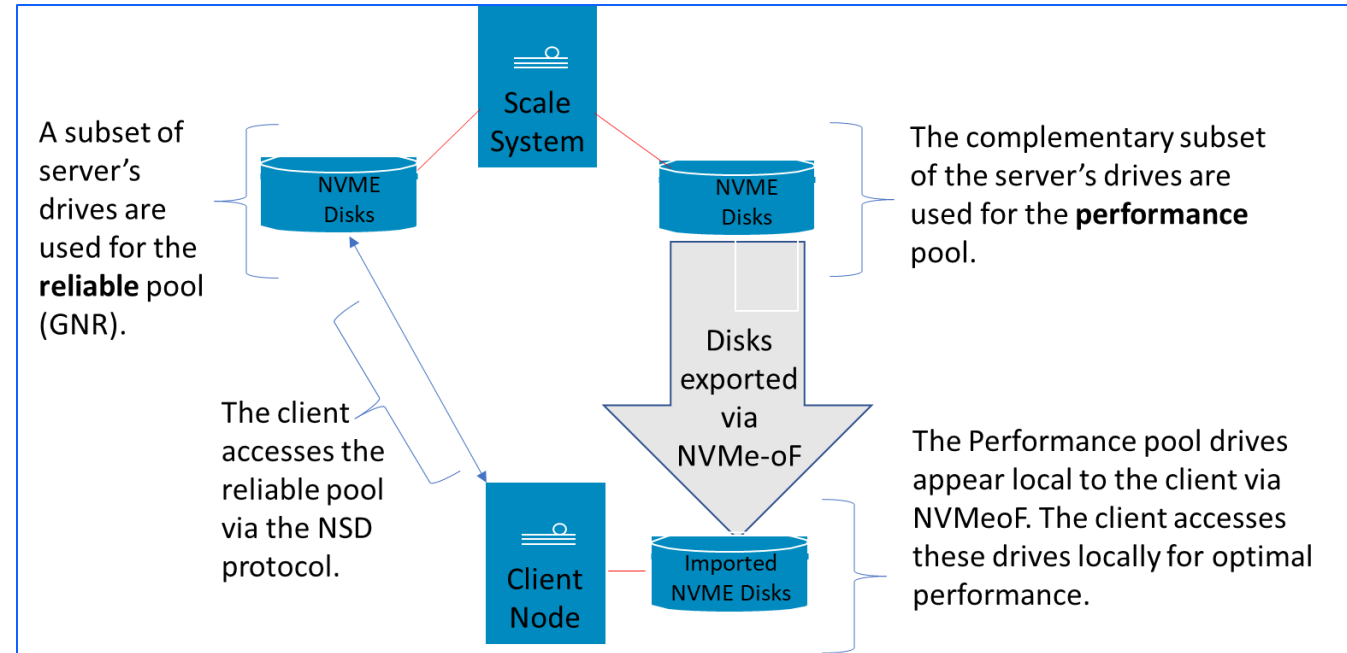 Scale
System
A subset of
server's
drives are
used for the
reliable pool
(GNR).
NVME
Disks
NVME
Disks
The complementary subset
of the server's drives are
used for the performance
pool.
Disks
exported
via
NVMe-oF
The client
accesses the
reliable pool
via the NSD
protocol.
Client
Node
Imported
NVME Disks
The Performance pool drives
appear local to the client via
NVMeoF. The client accesses
these drives locally for optimal
performance.